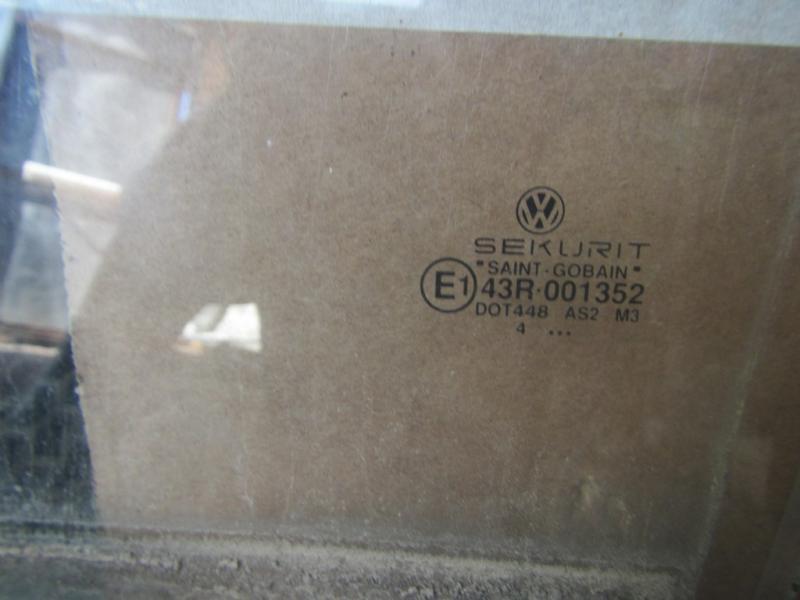 SEKURIT
"SAINT-GOBAIN"
E1 43R-001352
DOT448 AS2 M3
4 ...